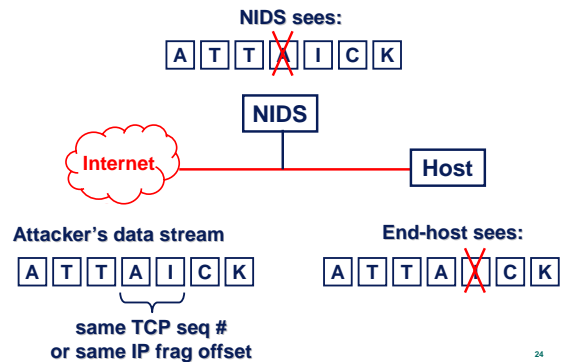 NIDS sees:
A T T A I C K
NIDS
Internet
Host
Attacker's data stream
End-host sees:
A T T A I C K
A T T A I C K
same TCP seq #
or same IP frag offset
24